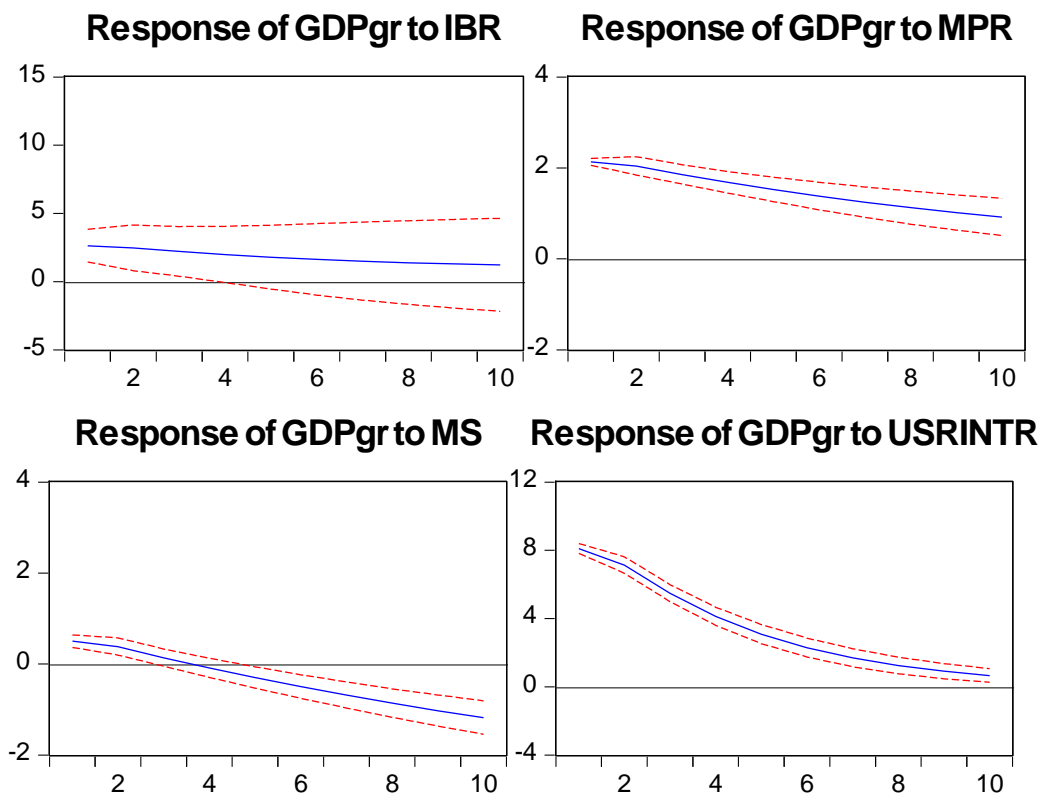 Response of GDPgr to IBR
15
10
5
0
-5
2 4 6 8 10
Response of GDPgr to MPR
4
2
0
-2
2 4 6 8 10
Response of GDPgr to MS
4
2
0
-2
2 4 6 8 10
Response of GDPgr to USRINTR
12
8
4
0
-4
2 4 6 8 10